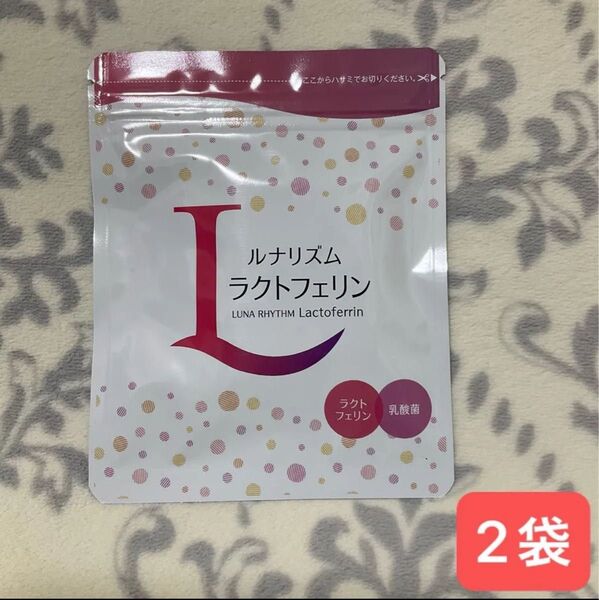 ここからハサミでお切りください。
L
ルナリズム
ラクトフェリン
LUNA RHYTHM Lactoferrin
ラクト
フェリン
乳酸菌
2袋